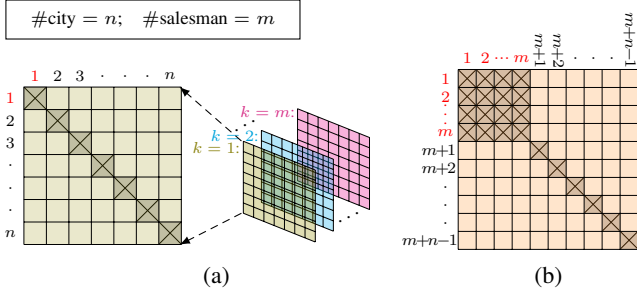 #city = n; #salesman = m
1 2 3 · · · n
1
2
3
·
·
·
n
k = m:
k = 2:
k = 1:
· · ·
· · ·
(a)
1 2 ··· m m+1 m+2 · · · m+n−1
1
2
:
m
m+1
m+2
·
·
·
m+n−1
(b)